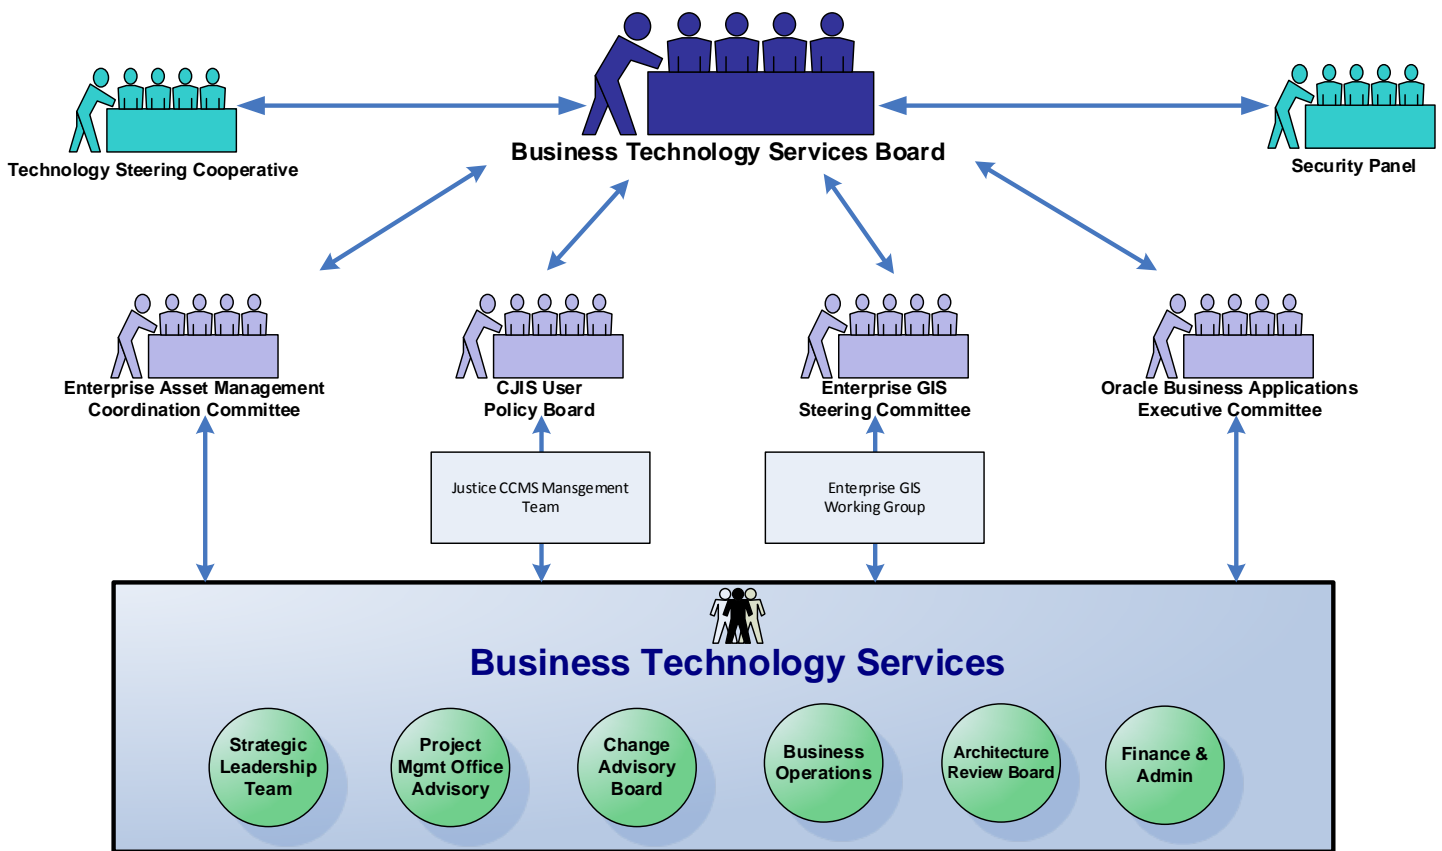 Business Technology Services Board
Technology Steering Cooperative
Security Panel
Enterprise Asset Management
Coordination Committee
CJIS User
Policy Board
Enterprise GIS
Steering Committee
Oracle Business Applications
Executive Committee
Justice CCMS Mansgement
Team
Enterprise GIS
Working Group
Business Technology Services
Strategic
Leadership
Team
Project
Mgmt Office
Advisory
Change
Advisory
Board
Business
Operations
Architecture
Review Board
Finance &
Admin